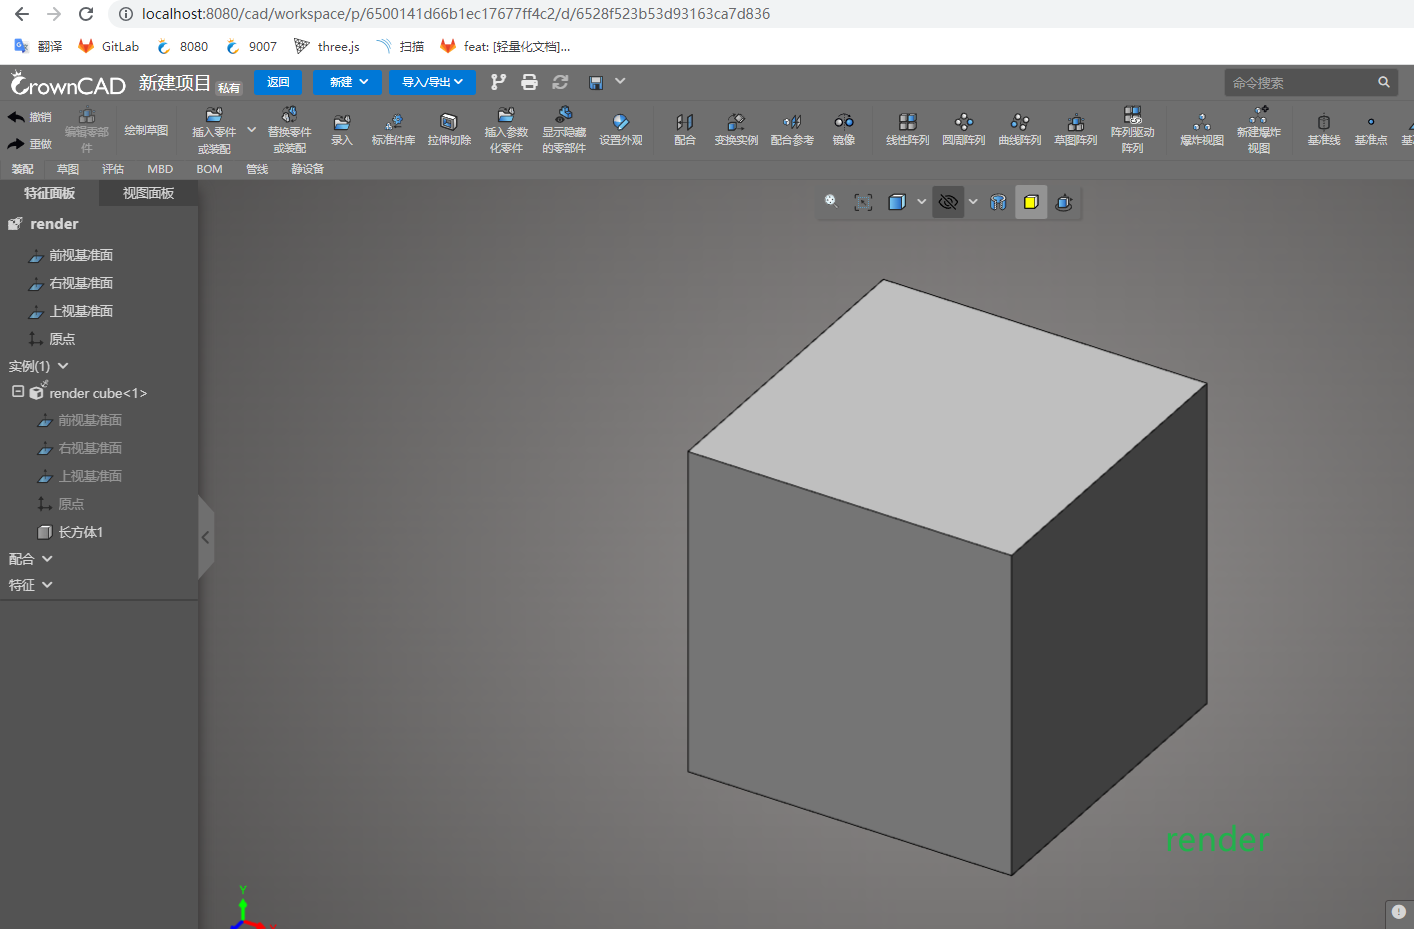 localhost:8080/cad/workspace/p/6500141d66b1ec17677ff4c2/d/6528f523b53d93163ca7d836
翻译 GitLab 8080 9007 three.js 扫描 feat: [轻量化文档]...
CrownCAD 新建项目 私有 返回 新建 导入/导出 命令搜索
撤销
重做
编辑零部件
绘制草图
插入零件或装配
替换零件或装配
录入
标准件库
拉伸切除
插入参数化零件
显示隐藏的零部件
设置外观
配合
变换实例
配合参考
镜像
线性阵列
圆周阵列
曲线阵列
草图阵列
阵列驱动阵列
爆炸视图
新建爆炸视图
基准线
基准点
装配 草图 评估 MBD BOM 管线 静设备
特征面板 视图面板
render
前视基准面
右视基准面
上视基准面
原点
实例(1)
render cube<1>
前视基准面
右视基准面
上视基准面
原点
长方体1
配合
特征
render
Y